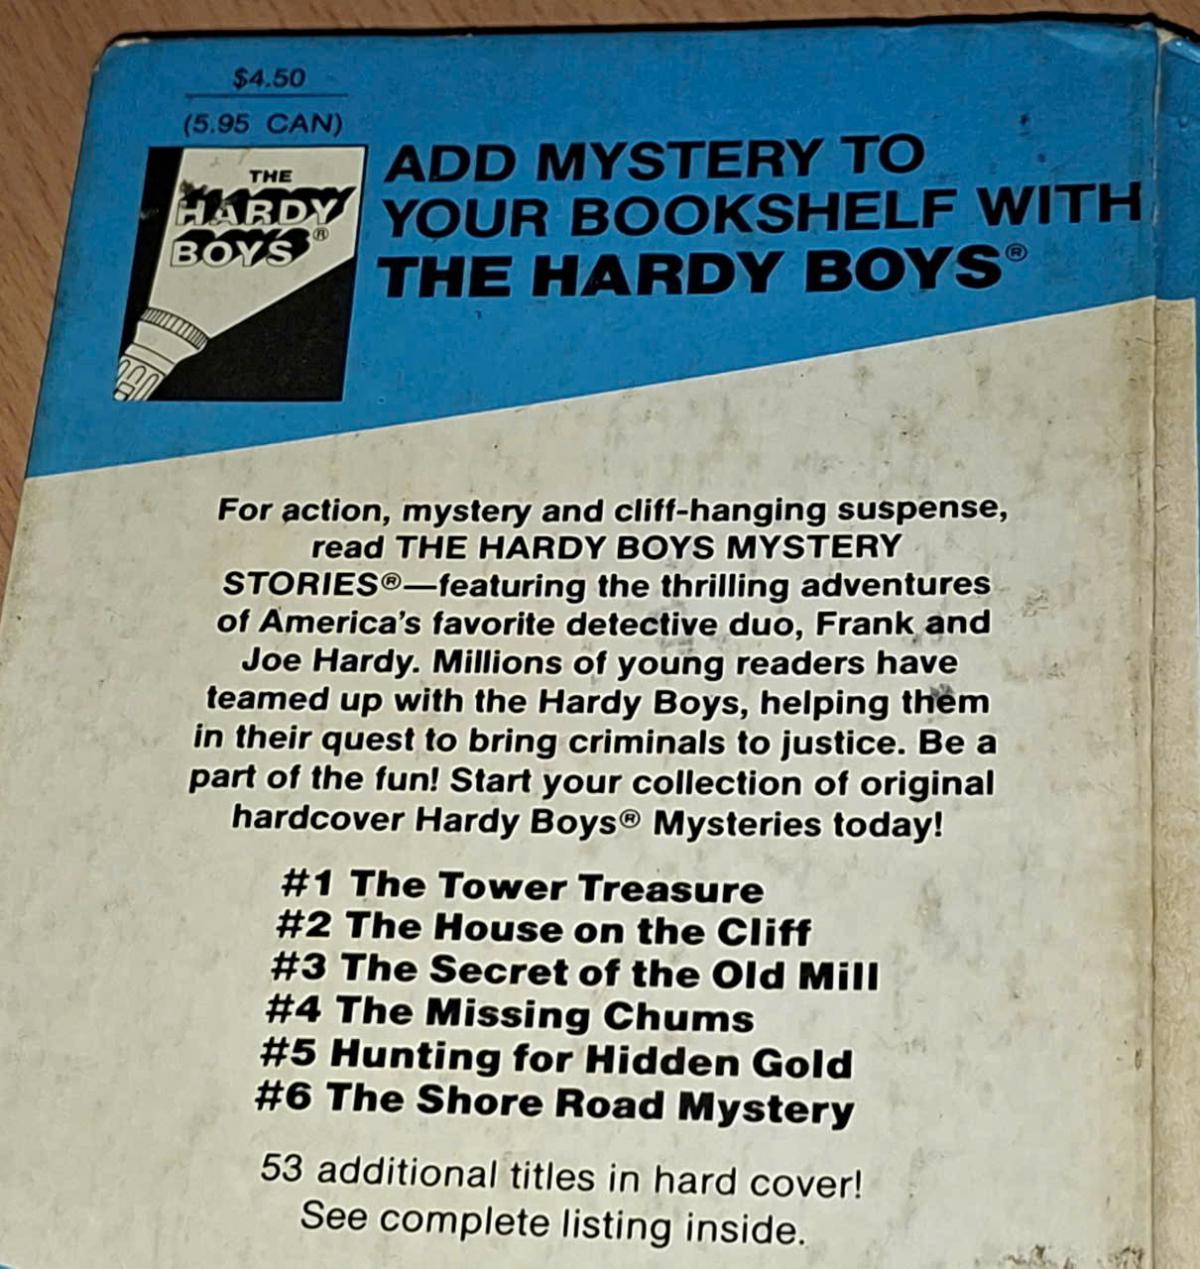 $4.50
(5.95 CAN)
THE
HARDY
BOYS®
ADD MYSTERY TO
YOUR BOOKSHELF WITH
THE HARDY BOYS®
For action, mystery and cliff-hanging suspense,
read THE HARDY BOYS MYSTERY
STORIES®—featuring the thrilling adventures
of America's favorite detective duo, Frank and
Joe Hardy. Millions of young readers have
teamed up with the Hardy Boys, helping them
in their quest to bring criminals to justice. Be a
part of the fun! Start your collection of original
hardcover Hardy Boys® Mysteries today!
#1 The Tower Treasure
#2 The House on the Cliff
#3 The Secret of the Old Mill
#4 The Missing Chums
#5 Hunting for Hidden Gold
#6 The Shore Road Mystery
53 additional titles in hard cover!
See complete listing inside.